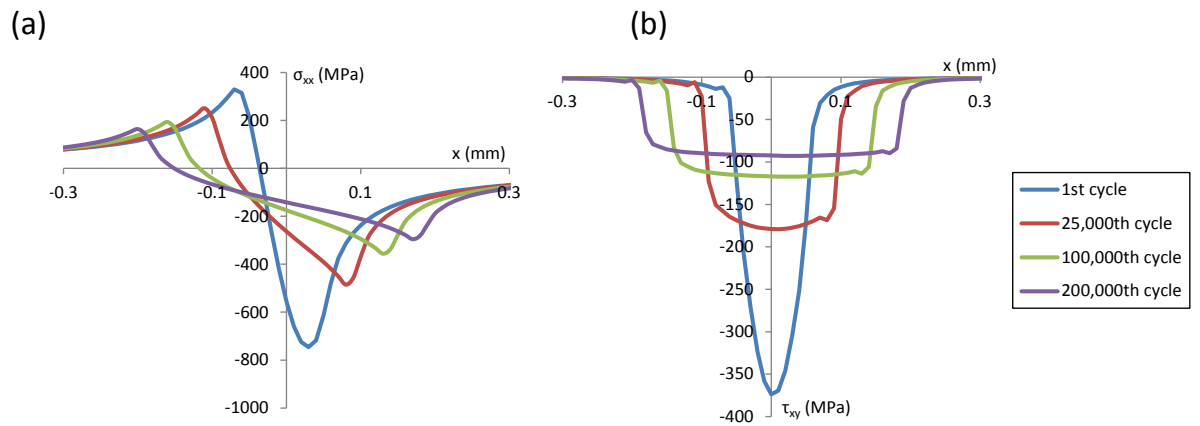 (a)
(b)
σxx (MPa)
400
200
0
-200
-400
-600
-800
-1000
-0.3
-0.1
0.1
0.3
x (mm)
x (mm)
-0.3
-0.1
0.1
0.3
0
-50
-100
-150
-200
-250
-300
-350
-400
τxy (MPa)
1st cycle
25,000th cycle
100,000th cycle
200,000th cycle